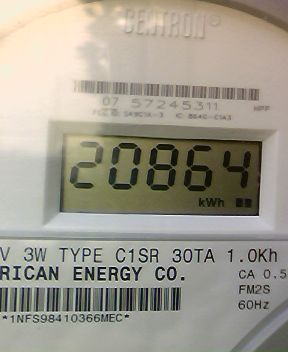 CENTRON
07 57245311
20864
kWh
V 3W TYPE C1SR 30TA 1.0Kh
RICAN ENERGY CO.
CA 0.5
FM2S
60Hz
*1NFS98410366MEC*